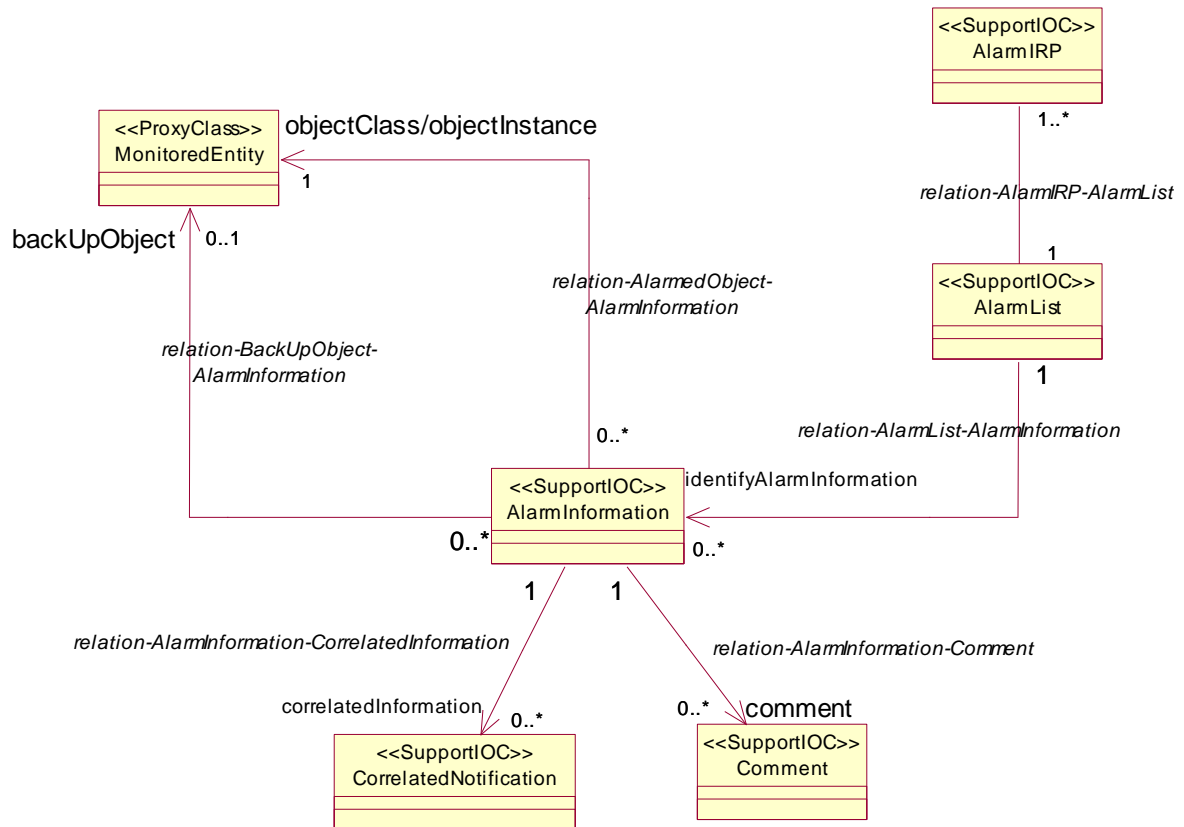 <<SupportIOC>>
AlarmIRP
1..*
relation-AlarmIRP-AlarmList
1
<<SupportIOC>>
AlarmList
1
<<ProxyClass>>
MonitoredEntity
objectClass/objectInstance
1
backUpObject
0..1
relation-AlarmedObject-
AlarmInformation
relation-BackUpObject-
AlarmInformation
0..*
relation-AlarmList-AlarmInformation
<<SupportIOC>>
AlarmInformation
identifyAlarmInformation
0..*
0..*
1
1
relation-AlarmInformation-CorrelatedInformation
relation-AlarmInformation-Comment
correlatedInformation
0..*
0..*
comment
<<SupportIOC>>
CorrelatedNotification
<<SupportIOC>>
Comment